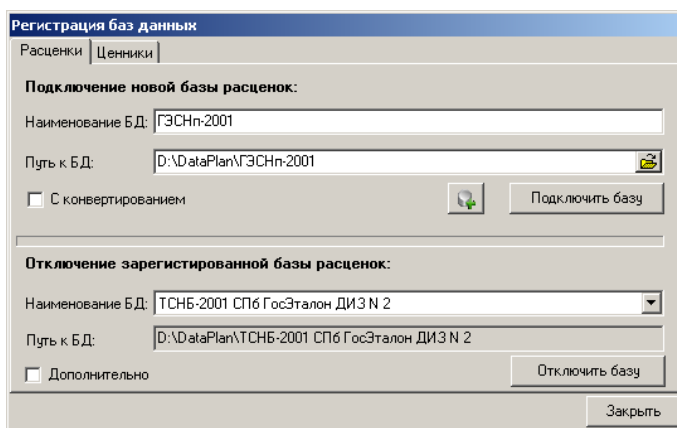 Регистрация баз данных
Расценки Ценники
Подключение новой базы расценок:
Наименование БД: ГЭСНп-2001
Путь к БД: D:\DataPlan\ГЭСНп-2001
С конвертированием Подключить базу
Отключение зарегистированной базы расценок:
Наименование БД: ТСНБ-2001 СПб ГосЭталон ДИЗ N 2
Путь к БД: D:\DataPlan\ТСНБ-2001 СПб ГосЭталон ДИЗ N 2
Дополнительно Отключить базу
Закрыть